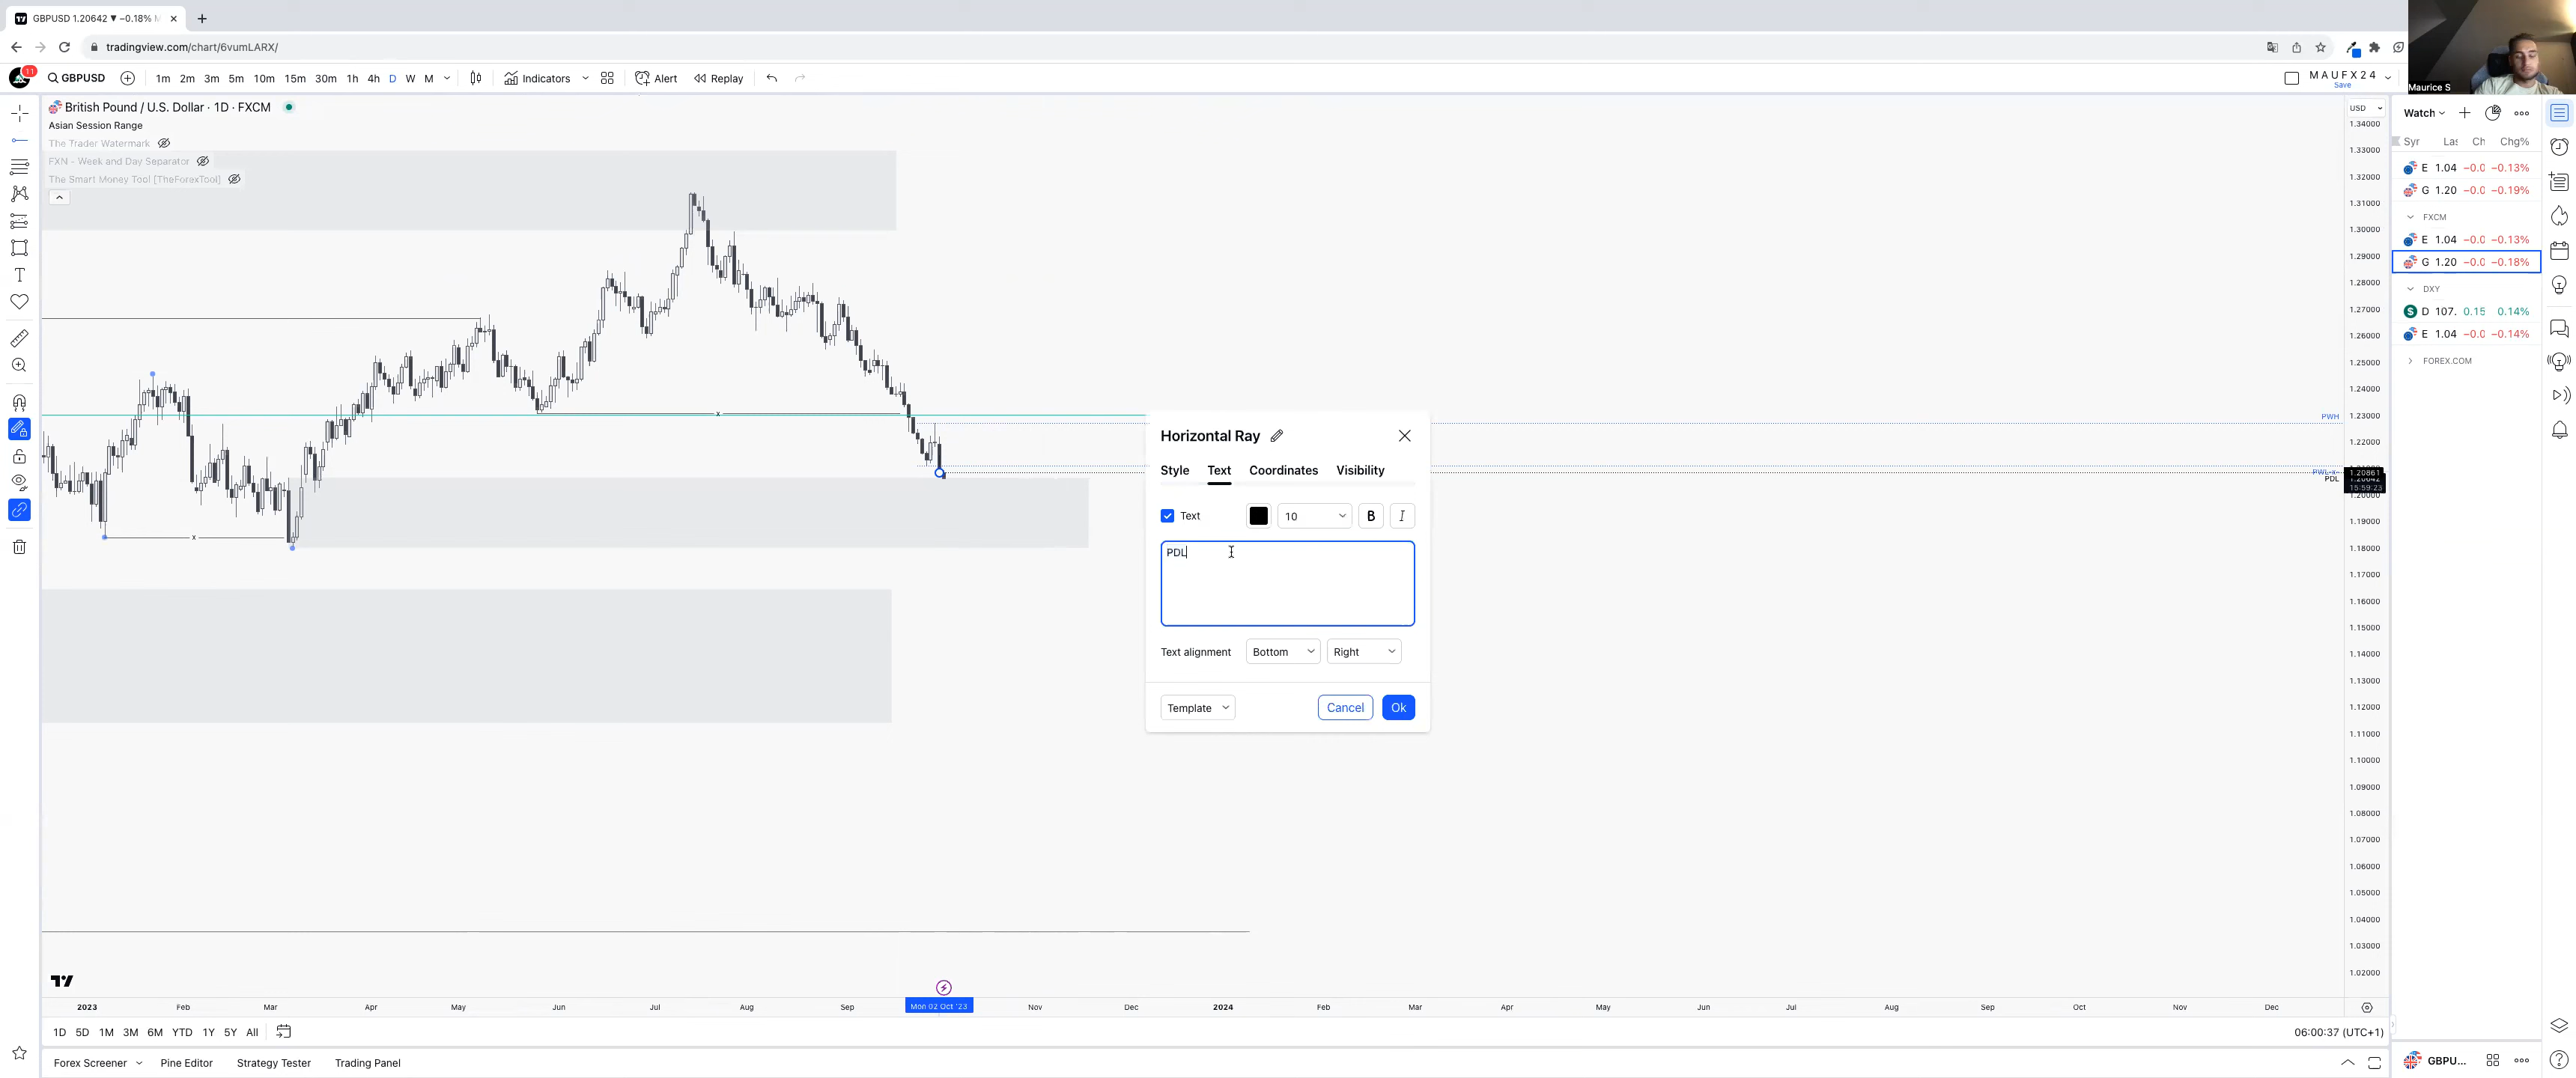 GBPUSD 1.20642 ▼ −0.18%
tradingview.com/chart/6vumLARX/
11
GBPUSD
1m 2m 3m 5m 10m 15m 30m 1h 4h D W M
Indicators
Alert
Replay
MAUFX24
Save
Maurice S
British Pound / U.S. Dollar · 1D · FXCM
Asian Session Range
The Trader Watermark
FXN - Week and Day Separator
The Smart Money Tool [TheForexTool]
USD
1.34000
1.33000
1.32000
1.31000
1.30000
1.29000
1.28000
1.27000
1.26000
1.25000
1.24000
1.23000
1.22000
1.20861
15:59:23
1.20000
1.19000
1.18000
1.17000
1.16000
1.15000
1.14000
1.13000
1.12000
1.11000
1.10000
1.09000
1.08000
1.07000
1.06000
1.05000
1.04000
1.03000
1.02000
PWH
PWL-x-
PDL
x
x
Horizontal Ray
Style Text Coordinates Visibility
Text 10 B I
PDL
Text alignment Bottom Right
Template Cancel Ok
Watch
Syr Las Ch Chg%
E 1.04 −0.0 −0.13%
G 1.20 −0.0 −0.19%
FXCM
E 1.04 −0.0 −0.13%
G 1.20 −0.0 −0.18%
DXY
D 107. 0.15 0.14%
E 1.04 −0.0 −0.14%
FOREX.COM
2023 Feb Mar Apr May Jun Jul Aug Sep Mon 02 Oct '23 Nov Dec 2024 Feb Mar Apr May Jun Jul Aug Sep Oct Nov Dec
1D 5D 1M 3M 6M YTD 1Y 5Y All
06:00:37 (UTC+1)
Forex Screener Pine Editor Strategy Tester Trading Panel
GBPU...